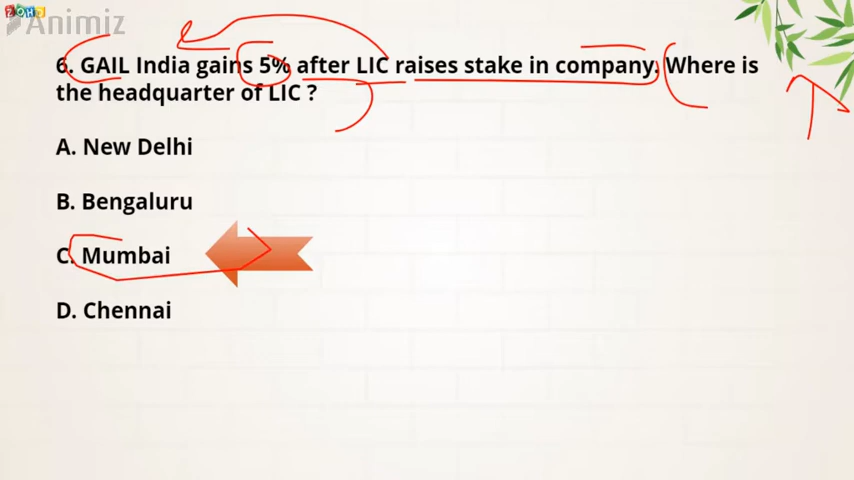 Animiz
6. GAIL India gains 5% after LIC raises stake in company. Where is
the headquarter of LIC ?
A. New Delhi
B. Bengaluru
C. Mumbai
D. Chennai